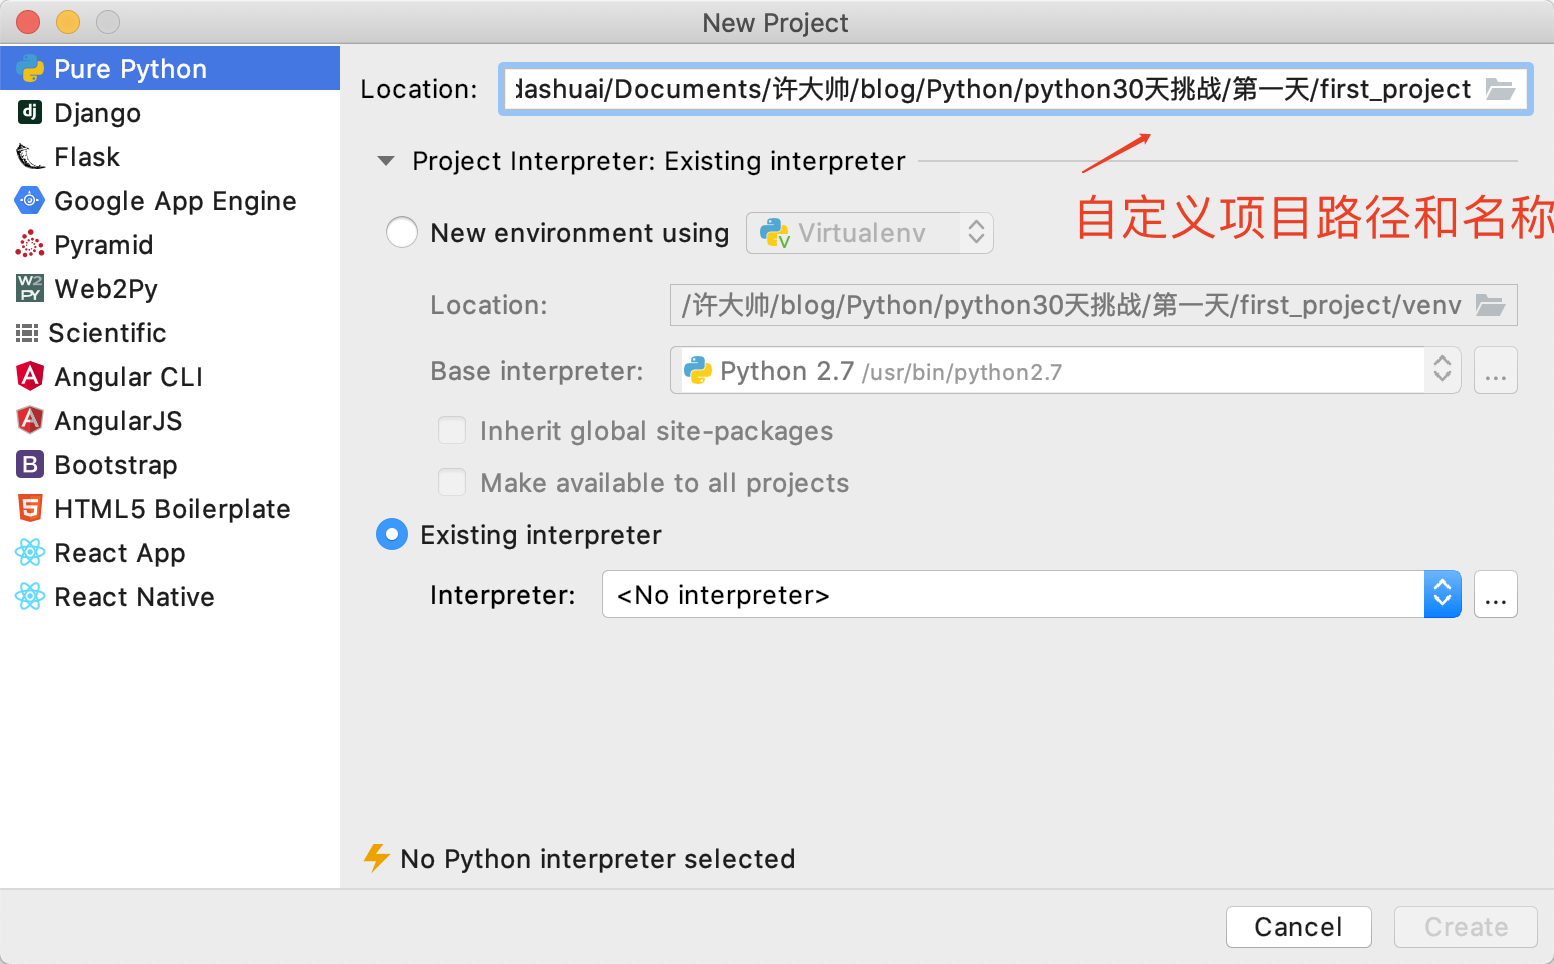 New Project
Pure Python
Django
Flask
Google App Engine
Pyramid
Web2Py
Scientific
Angular CLI
AngularJS
Bootstrap
HTML5 Boilerplate
React App
React Native
Location: dashuai/Documents/许大帅/blog/Python/python30天挑战/第一天/first_project
Project Interpreter: Existing interpreter
自定义项目路径和名称
New environment using Virtualenv
Location: /许大帅/blog/Python/python30天挑战/第一天/first_project/venv
Base interpreter: Python 2.7 /usr/bin/python2.7 ...
Inherit global site-packages
Make available to all projects
Existing interpreter
Interpreter: <No interpreter> ...
No Python interpreter selected
Cancel Create